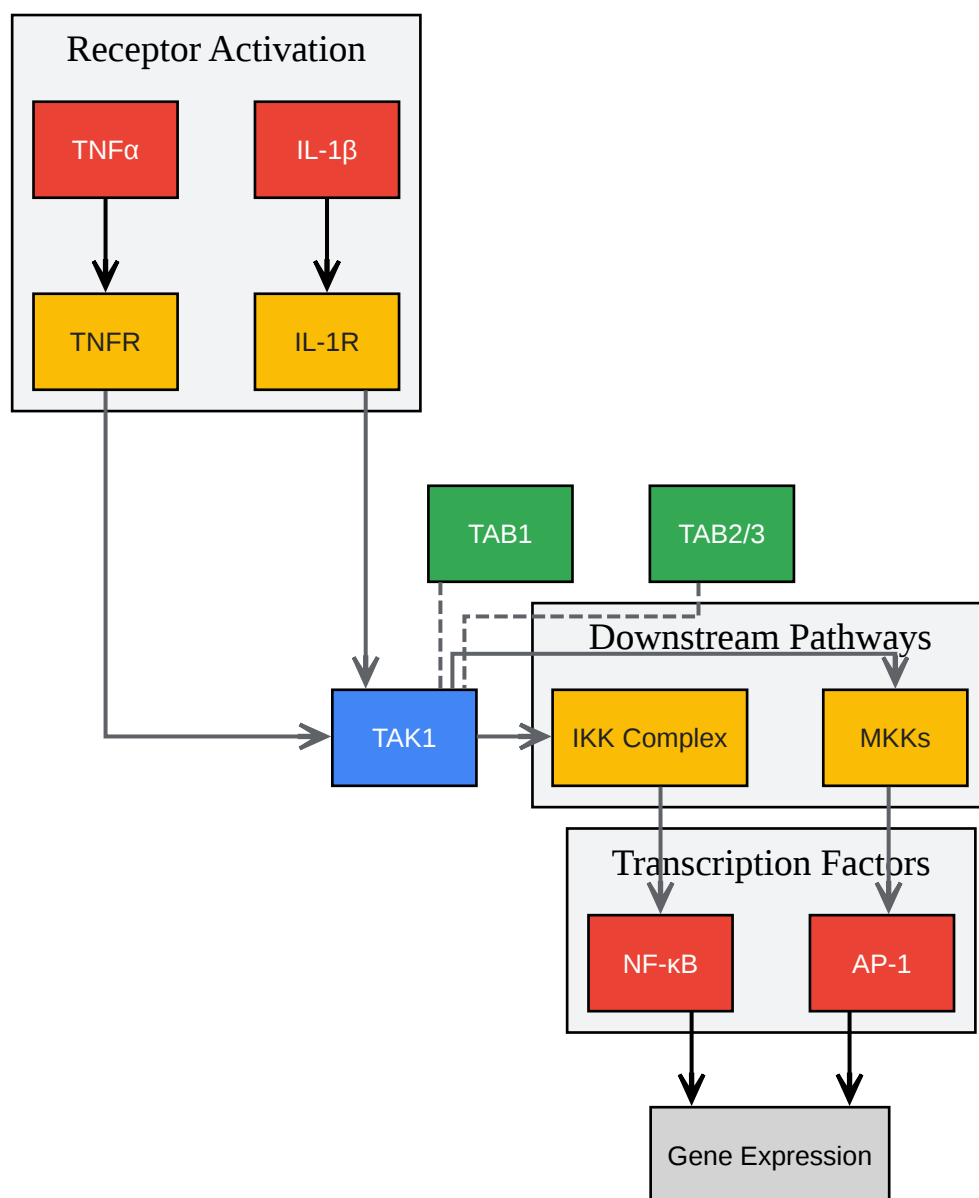 Receptor Activation
TNFα
IL-1β
TNFR
IL-1R
TAB1
TAB2/3
Downstream Pathways
TAK1
IKK Complex
MKKs
Transcription Factors
NF-κB
AP-1
Gene Expression